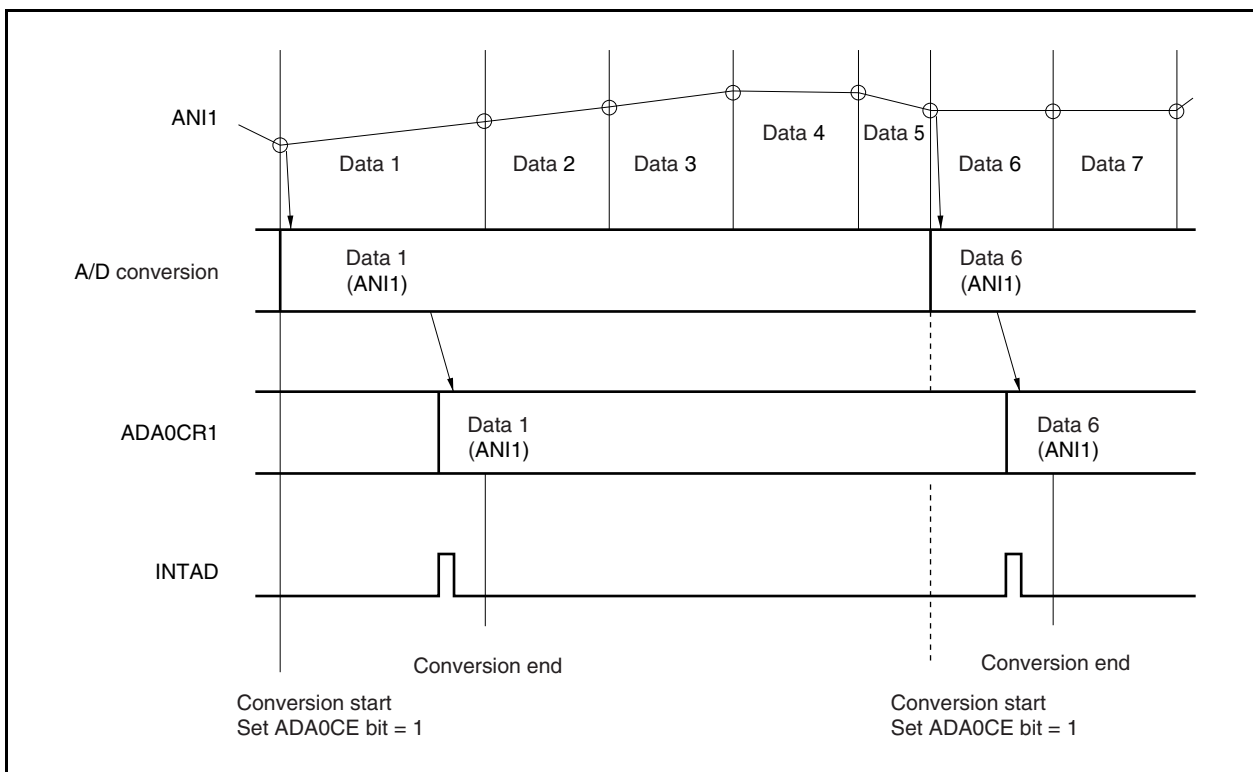 ANI1
Data 1
Data 2
Data 3
Data 4
Data 5
Data 6
Data 7
A/D conversion
Data 1
(ANI1)
Data 6
(ANI1)
ADA0CR1
Data 1
(ANI1)
Data 6
(ANI1)
INTAD
Conversion end
Conversion end
Conversion start
Set ADA0CE bit = 1
Conversion start
Set ADA0CE bit = 1